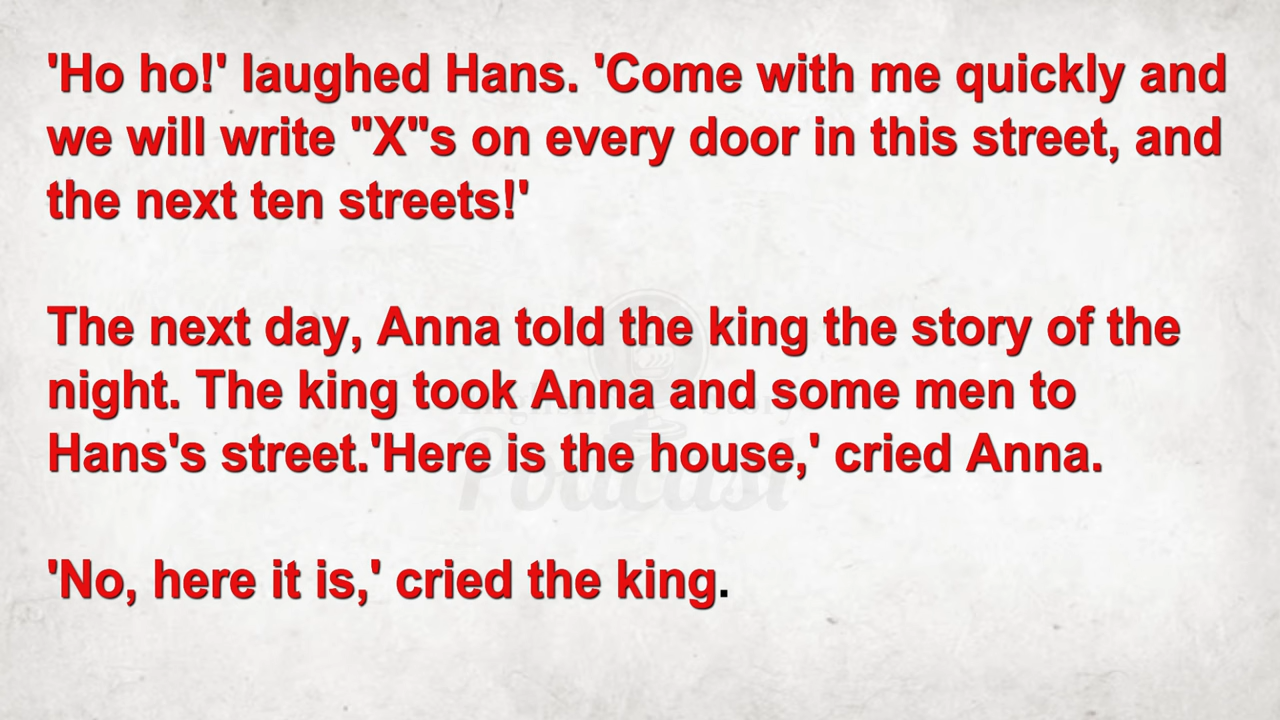 'Ho ho!' laughed Hans. 'Come with me quickly and
we will write "X"s on every door in this street, and
the next ten streets!'
The next day, Anna told the king the story of the
night. The king took Anna and some men to
Hans's street.'Here is the house,' cried Anna.
'No, here it is,' cried the king.
Podcast